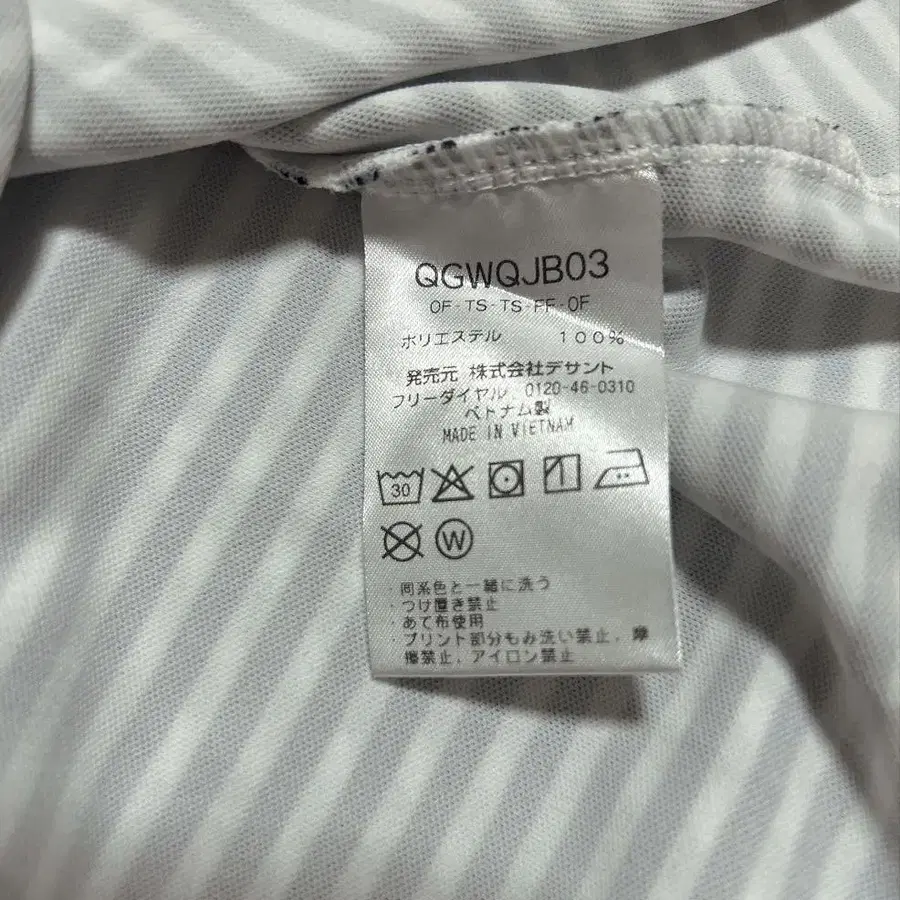 QGWQJB03
OF-TS-TS-FF-OF
ポリエステル 100%
発売元 株式会社デサント
フリーダイヤル 0120-46-0310
ベトナム製
MADE IN VIETNAM
30
W
・同系色と一緒に洗う
・つけ置き禁止
・あて布使用
・プリント部分もみ洗い禁止，摩
擦禁止，アイロン禁止